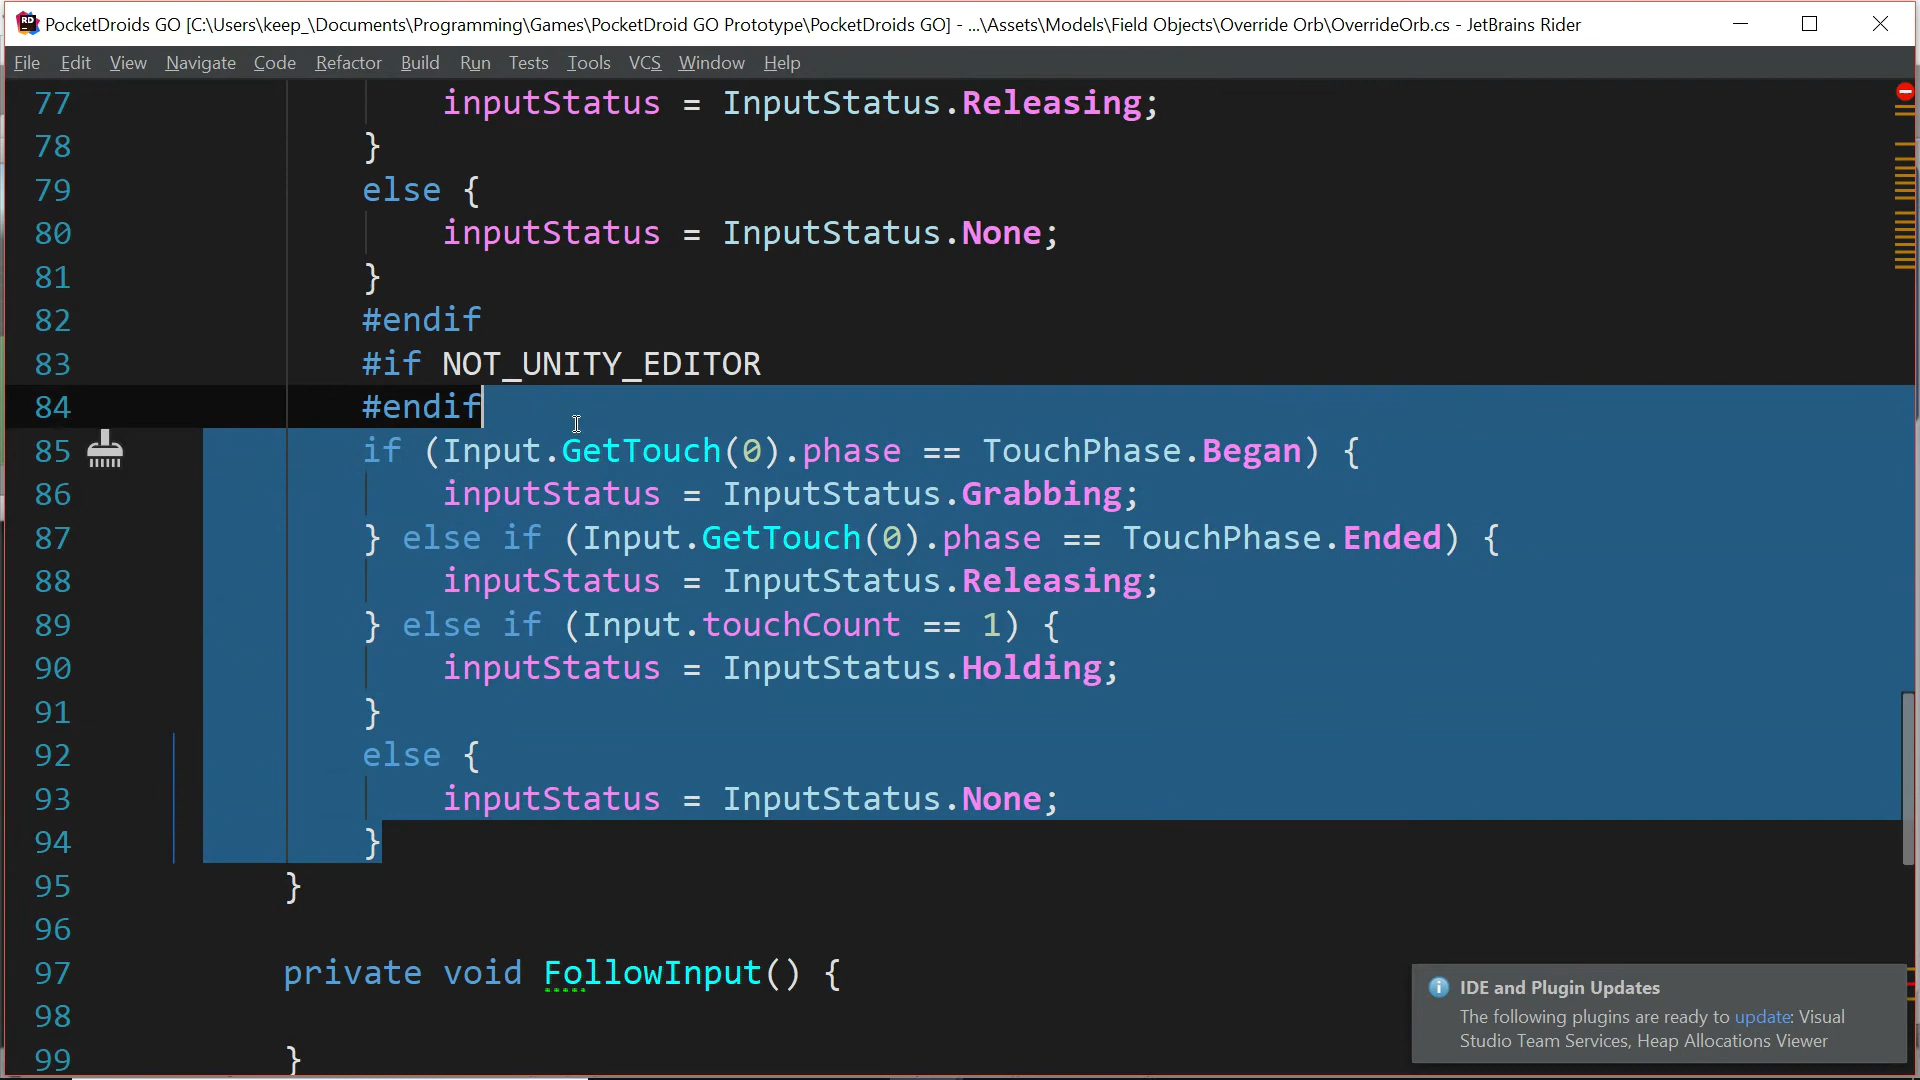 PocketDroids GO [C:\Users\keep_\Documents\Programming\Games\PocketDroid GO Prototype\PocketDroids GO] - ...\Assets\Models\Field Objects\Override Orb\OverrideOrb.cs - JetBrains Rider
File Edit View Navigate Code Refactor Build Run Tests Tools VCS Window Help
77 inputStatus = InputStatus.Releasing;
78 }
79 else {
80 inputStatus = InputStatus.None;
81 }
82 #endif
83 #if NOT_UNITY_EDITOR
84 #endif
85 if (Input.GetTouch(0).phase == TouchPhase.Began) {
86 inputStatus = InputStatus.Grabbing;
87 } else if (Input.GetTouch(0).phase == TouchPhase.Ended) {
88 inputStatus = InputStatus.Releasing;
89 } else if (Input.touchCount == 1) {
90 inputStatus = InputStatus.Holding;
91 }
92 else {
93 inputStatus = InputStatus.None;
94 }
95 }
96
97 private void FollowInput() {
98
99 }
IDE and Plugin Updates
The following plugins are ready to update: Visual
Studio Team Services, Heap Allocations Viewer